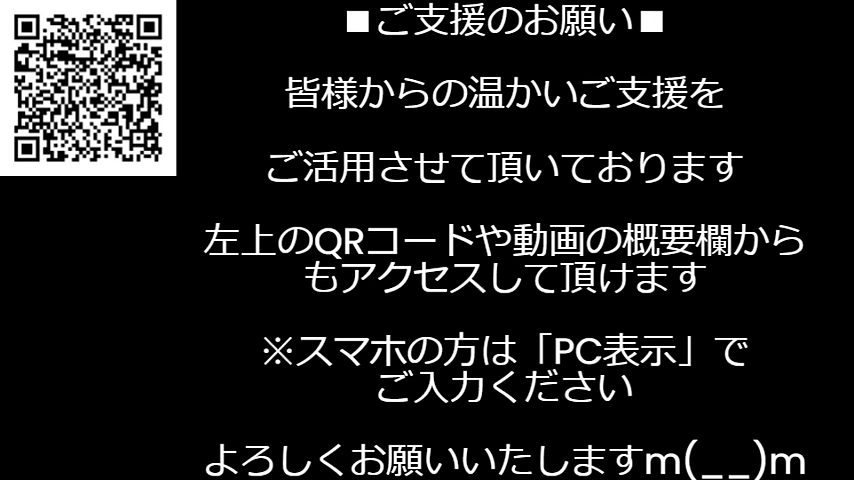 ■ご支援のお願い■
皆様からの温かいご支援を
ご活用させて頂いております
左上のQRコードや動画の概要欄から
もアクセスして頂けます
※スマホの方は「PC表示」で
ご入力ください
よろしくお願いいたしますm(__)m